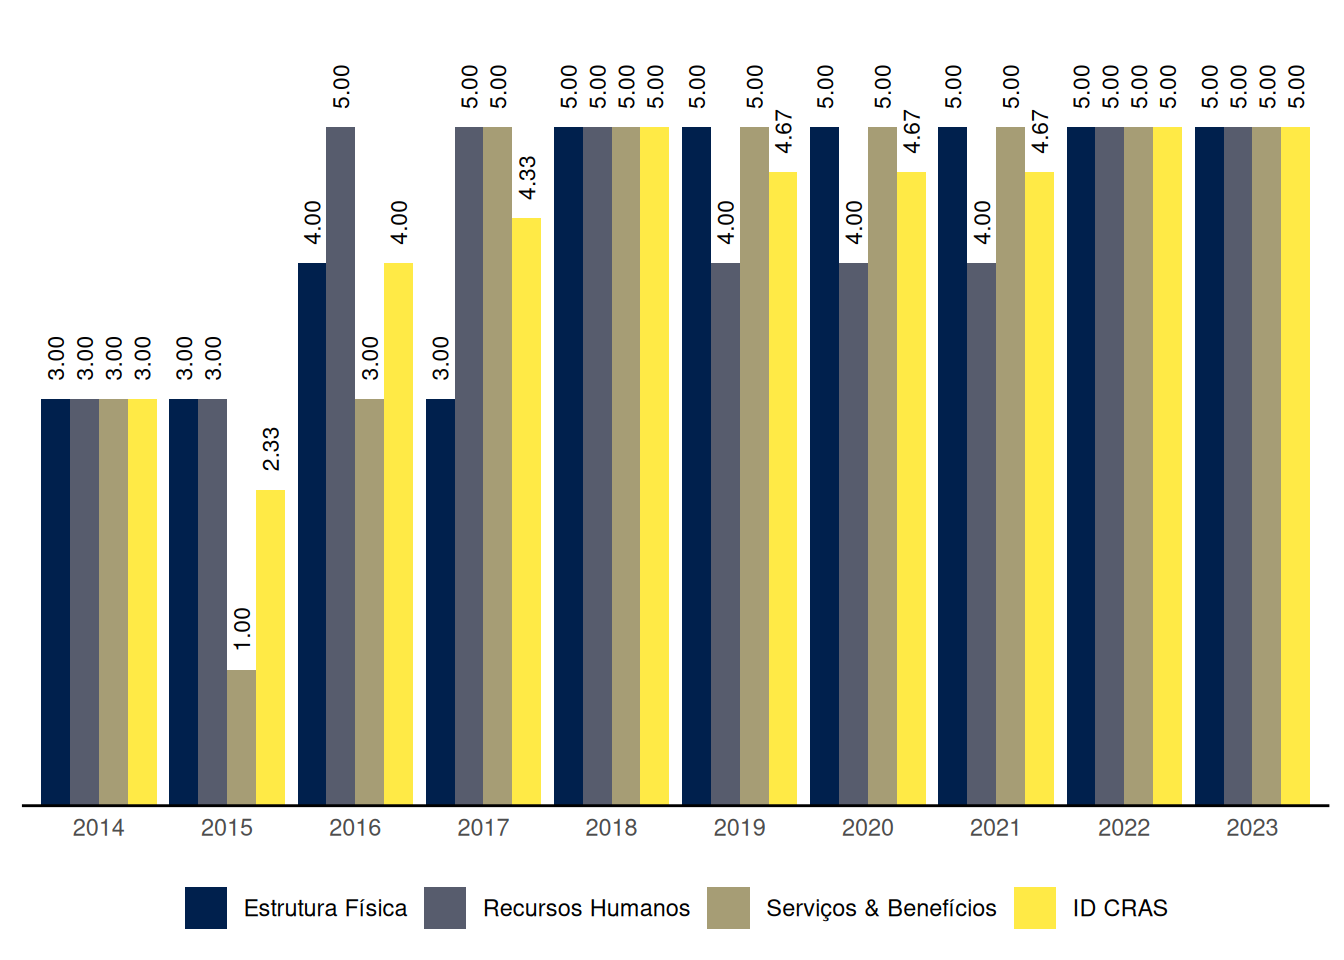 5.00 5.00 5.00 5.00 5.00 5.00 5.00 5.00 5.00 5.00 5.00 5.00 5.00 5.00 5.00 5.00 5.00 5.00 5.00 5.00 5.00
4.67 4.67 4.67
4.33
4.00 4.00 4.00 4.00 4.00
3.00 3.00 3.00 3.00 3.00 3.00 3.00 3.00
2.33
1.00
2014 2015 2016 2017 2018 2019 2020 2021 2022 2023
Estrutura Física Recursos Humanos Serviços & Benefícios ID CRAS